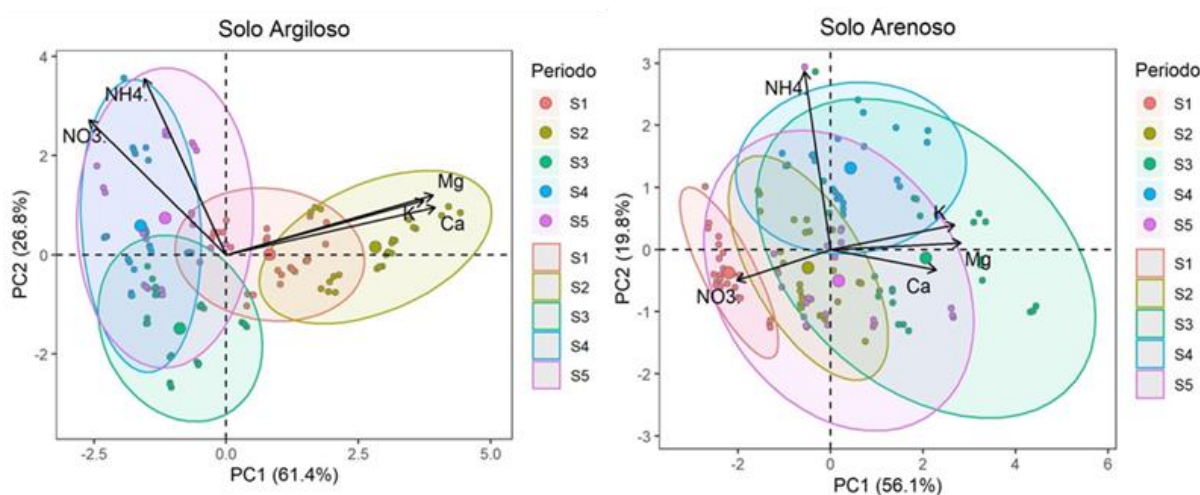 Solo Argiloso
4
2
0
-2
-2.5
0.0
2.5
5.0
PC2 (26.8%)
PC1 (61.4%)
NH4.
NO3.
Mg
K
Ca
Periodo
S1
S2
S3
S4
S5
S1
S2
S3
S4
S5
Solo Arenoso
3
2
1
0
-1
-2
-3
-2
0
2
4
6
PC2 (19.8%)
PC1 (56.1%)
NH4.
K
Mg
Ca
NO3.
Periodo
S1
S2
S3
S4
S5
S1
S2
S3
S4
S5